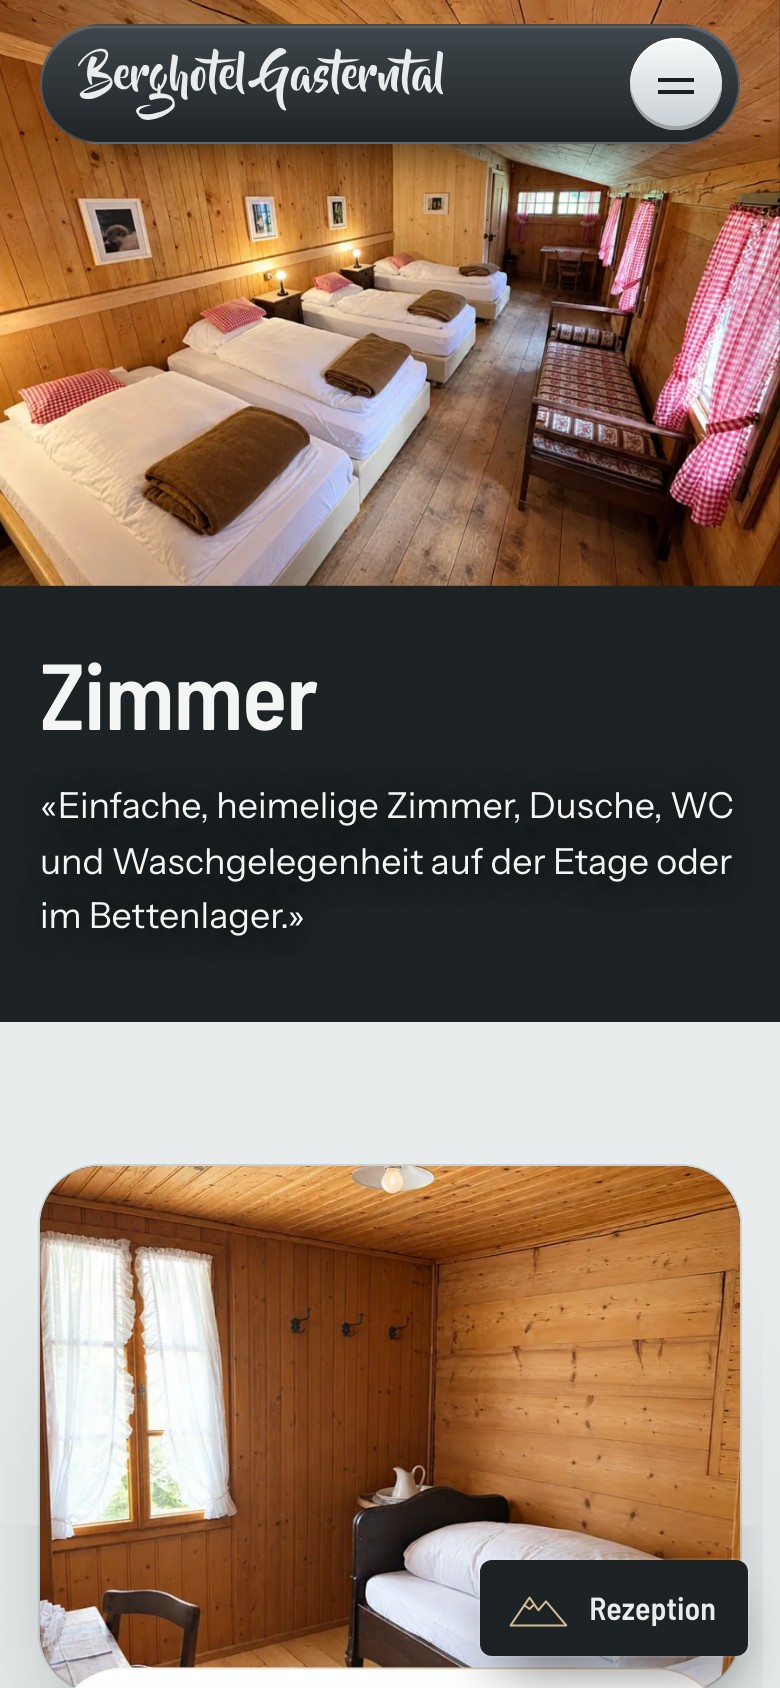 Berghotel Gasterntal
Zimmer
«Einfache, heimelige Zimmer, Dusche, WC
und Waschgelegenheit auf der Etage oder
im Bettenlager.»
Rezeption